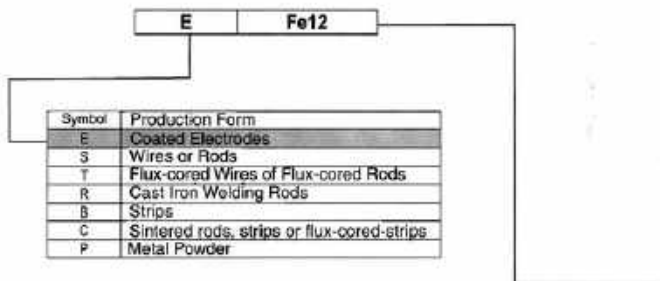 E Fe12
Symbol Production Form
E Coated Electrodes
S Wires or Rods
T Flux-cored Wires of Flux-cored Rods
R Cast Iron Welding Rods
B Strips
C Sintered rods, strips or flux-cored-strips
P Metal Powder